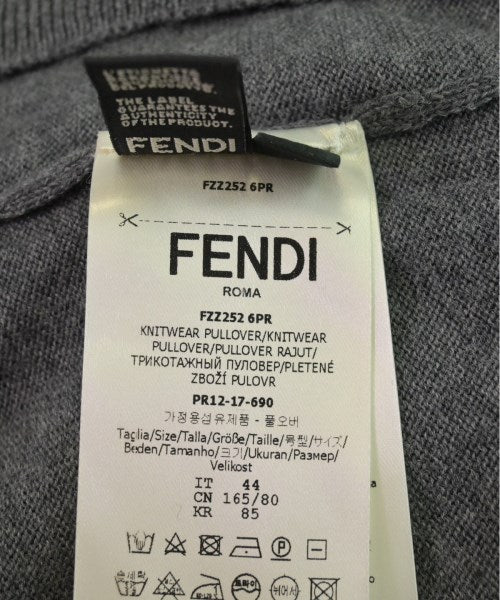 THE LABEL
GUARANTEES THE
AUTHENTICITY
OF THE PRODUCT.
FENDI
FZZ252 6PR
FENDI
ROMA
FZZ252 6PR
KNITWEAR PULLOVER/KNITWEAR
PULLOVER/PULLOVER RAJUT/
ТРИКОТАЖНЫЙ ПУЛОВЕР/PLETENÉ
ZBOŽÍ PULOVR
PR12-17-690
가정용섬유제품 - 풀오버
Taglia/Size/Talla/Größe/Taille/号型/サイズ/
Beden/Tamanho/크기/Ukuran/Размер/
Velikost
IT 44
CN 165/80
KR 85